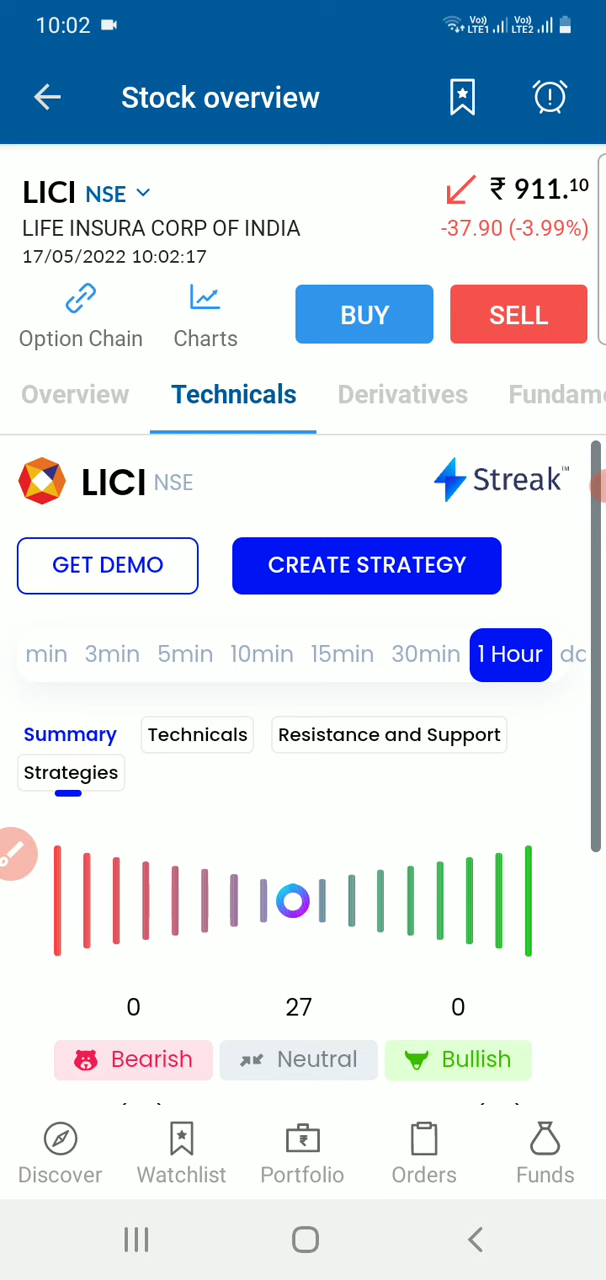 10:02
Vo)) LTE1 Vo)) LTE2
Stock overview
LICI NSE
₹ 911.10
LIFE INSURA CORP OF INDIA
-37.90 (-3.99%)
17/05/2022 10:02:17
Option Chain
Charts
BUY
SELL
Overview Technicals Derivatives Fundam
LICI NSE
Streak™
GET DEMO
CREATE STRATEGY
min 3min 5min 10min 15min 30min 1 Hour da
Summary Technicals Resistance and Support
Strategies
0 27 0
Bearish Neutral Bullish
Discover Watchlist Portfolio Orders Funds